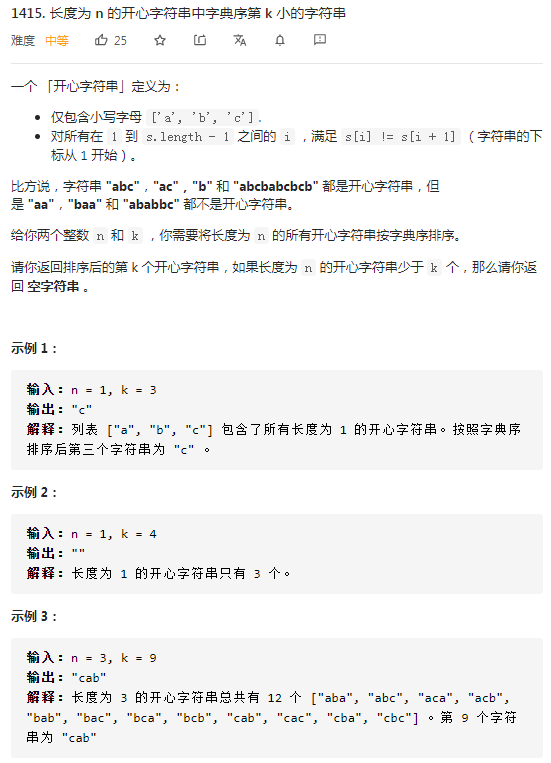 1415. 长度为 n 的开心字符串中字典序第 k 小的字符串
难度 中等 25
一个 「开心字符串」定义为：
仅包含小写字母 ['a', 'b', 'c'].
对所有在 1 到 s.length - 1 之间的 i ，满足 s[i] != s[i + 1] （字符串的下
标从 1 开始）。
比方说，字符串 "abc"，"ac"，"b" 和 "abcbabcbcb" 都是开心字符串，但
是 "aa"，"baa" 和 "ababbc" 都不是开心字符串。
给你两个整数 n 和 k ，你需要将长度为 n 的所有开心字符串按字典序排序。
请你返回排序后的第 k 个开心字符串，如果长度为 n 的开心字符串少于 k 个，那么请你返
回 空字符串 。
示例 1：
输入：n = 1, k = 3
输出："c"
解释：列表 ["a", "b", "c"] 包含了所有长度为 1 的开心字符串。按照字典序
排序后第三个字符串为 "c" 。
示例 2：
输入：n = 1, k = 4
输出：""
解释：长度为 1 的开心字符串只有 3 个。
示例 3：
输入：n = 3, k = 9
输出："cab"
解释：长度为 3 的开心字符串总共有 12 个 ["aba", "abc", "aca", "acb",
"bab", "bac", "bca", "bcb", "cab", "cac", "cba", "cbc"] 。第 9 个字符
串为 "cab"